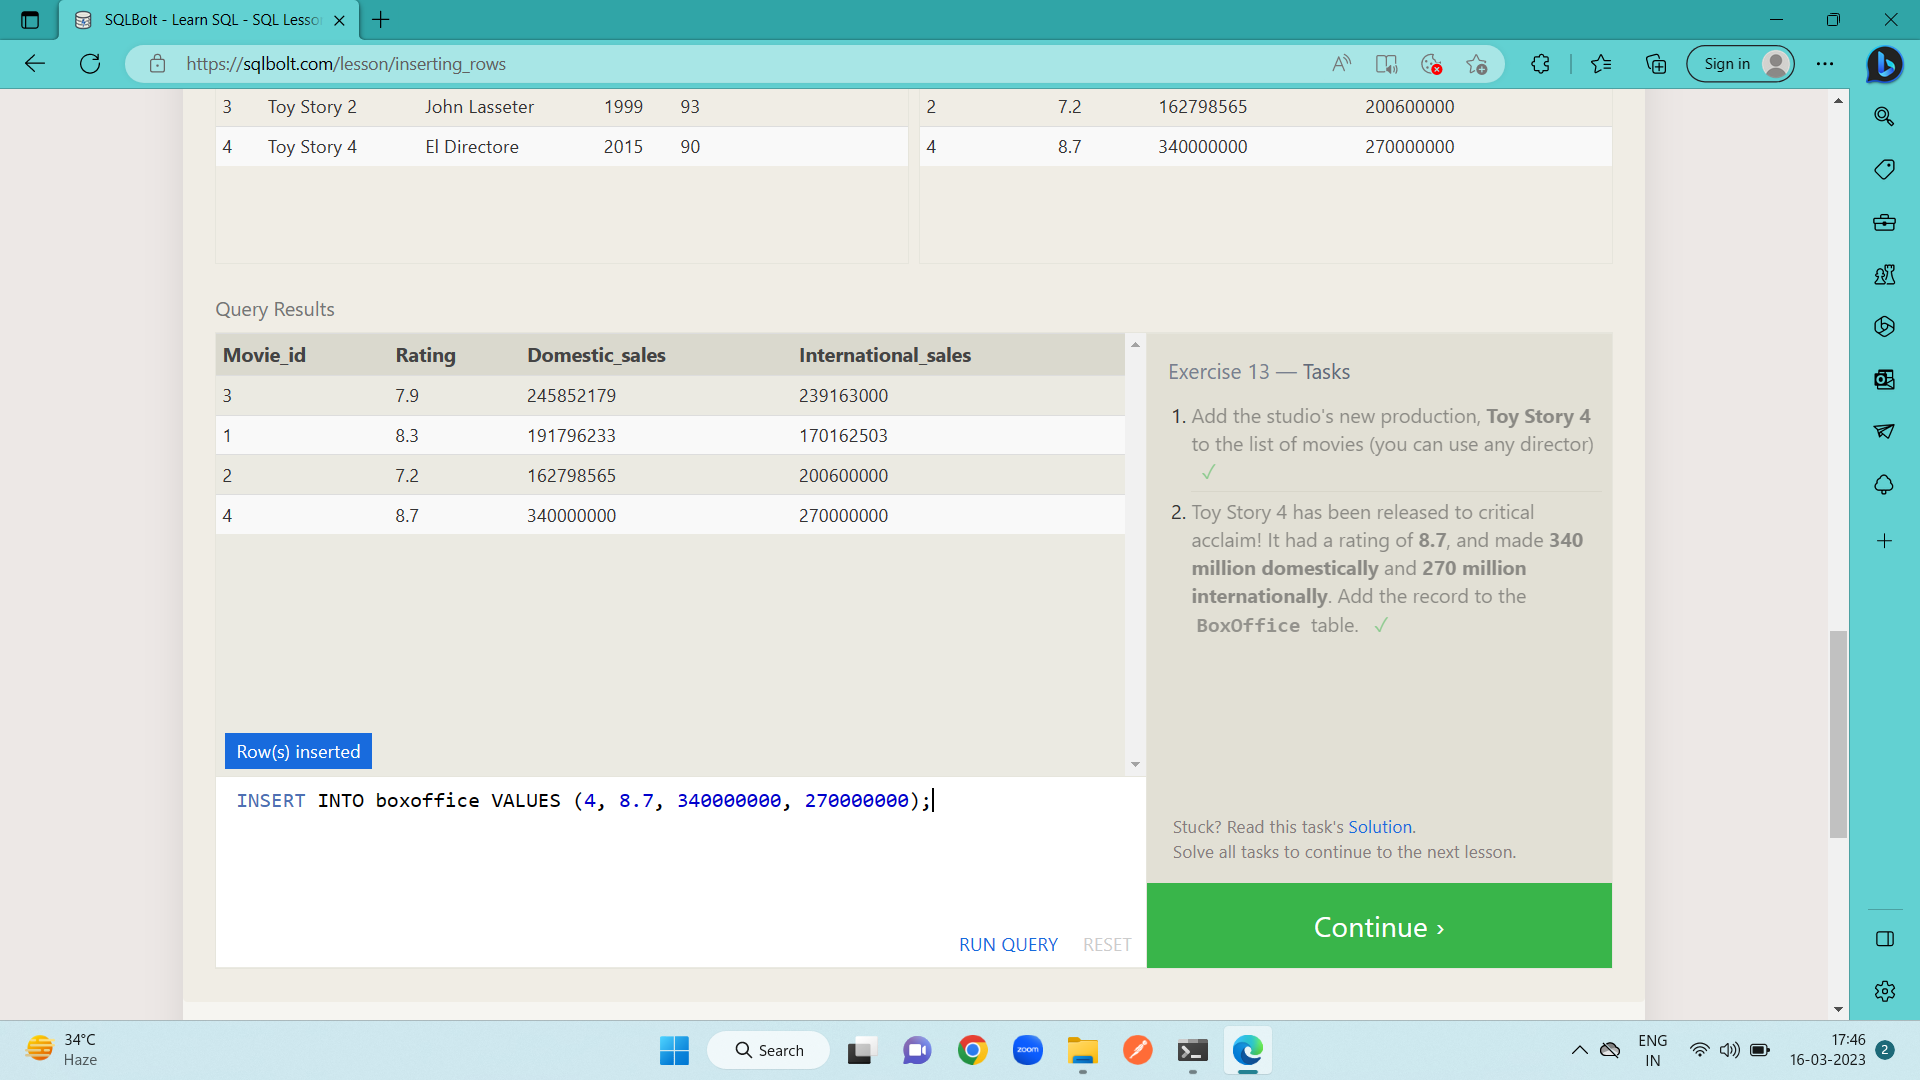 SQLBolt - Learn SQL - SQL Lesso
https://sqlbolt.com/lesson/inserting_rows
Sign in
3 Toy Story 2 John Lasseter 1999 93
2 7.2 162798565 200600000
4 Toy Story 4 El Directore 2015 90
4 8.7 340000000 270000000
Query Results
Movie_id Rating Domestic_sales International_sales
3 7.9 245852179 239163000
1 8.3 191796233 170162503
2 7.2 162798565 200600000
4 8.7 340000000 270000000
Row(s) inserted
INSERT INTO boxoffice VALUES (4, 8.7, 340000000, 270000000);
RUN QUERY RESET
Exercise 13 — Tasks
1. Add the studio's new production, Toy Story 4
to the list of movies (you can use any director)
✓
2. Toy Story 4 has been released to critical
acclaim! It had a rating of 8.7, and made 340
million domestically and 270 million
internationally. Add the record to the
BoxOffice table. ✓
Stuck? Read this task's Solution.
Solve all tasks to continue to the next lesson.
Continue ›
34°C
Haze
Search
zoom
ENG
IN
17:46
16-03-2023
2